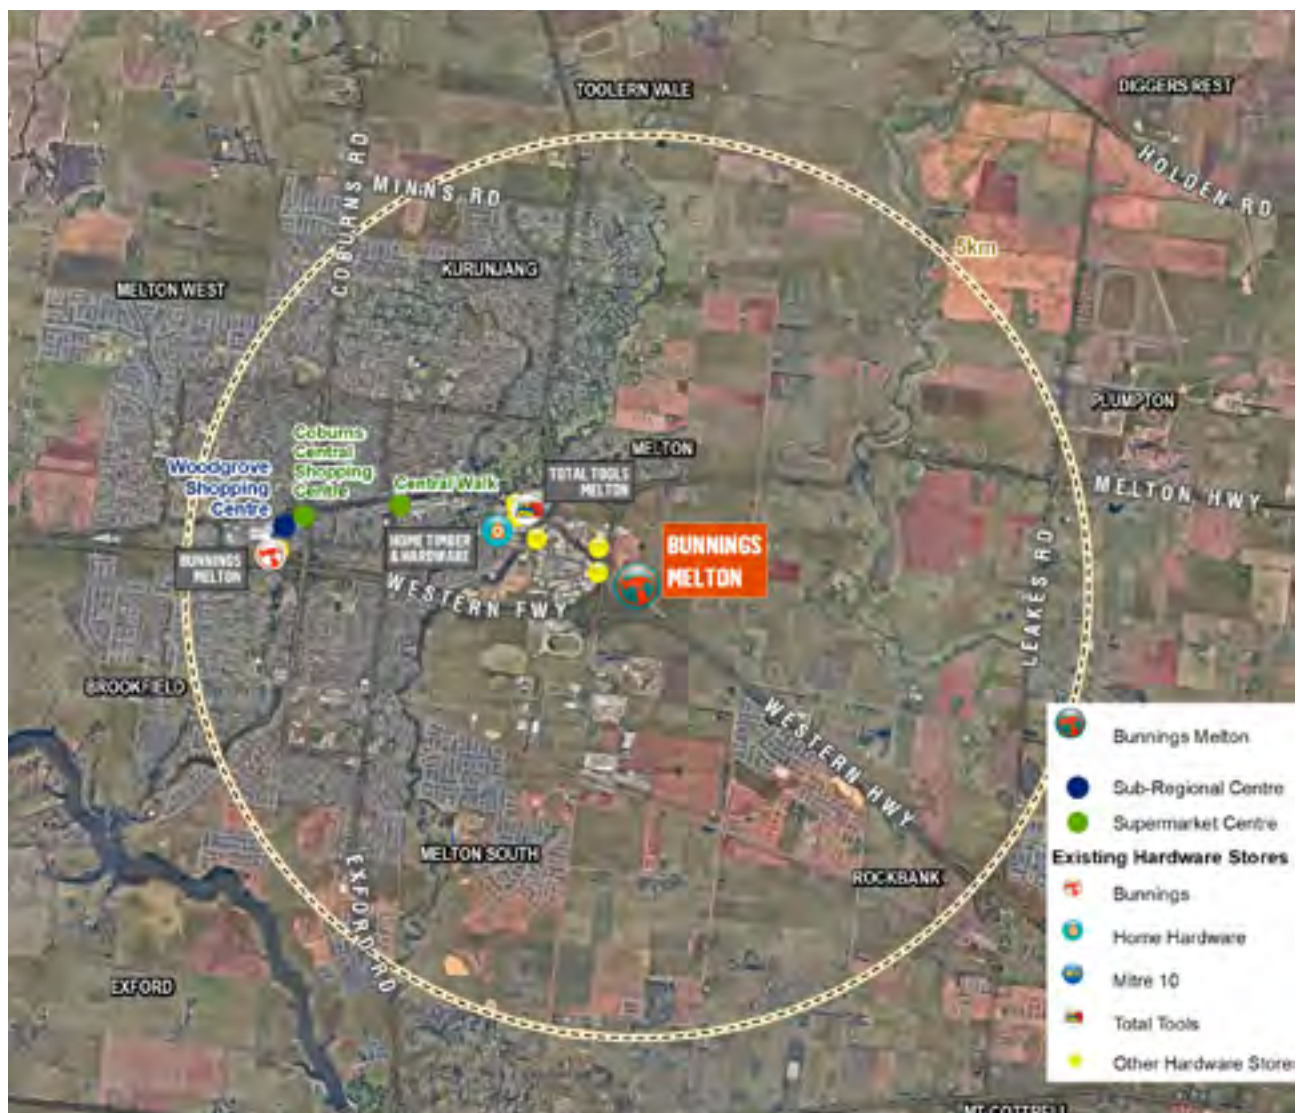 TOOLERN VALE
DIGGERS REST
HOLDEN RD
COBURNS RD
MINNS RD
5km
KURUNJANG
MELTON WEST
PLUMPTON
Coburns
Central
Shopping
Centre
Woodgrove
Shopping
Centre
Central Walk
MELTON
TOTAL TOOLS
MELTON
MELTON HWY
HOME TIMBER
& HARDWARE
BUNNINGS
MELTON
BUNNINGS
MELTON
WESTERN FWY
LEAKES RD
BROOKFIELD
WESTERN HWY
MELTON SOUTH
ROCKBANK
EXFORD RD
EXFORD
MT COTTRELL
Bunnings Melton
Sub-Regional Centre
Supermarket Centre
Existing Hardware Stores
Bunnings
Home Hardware
Mitre 10
Total Tools
Other Hardware Stores